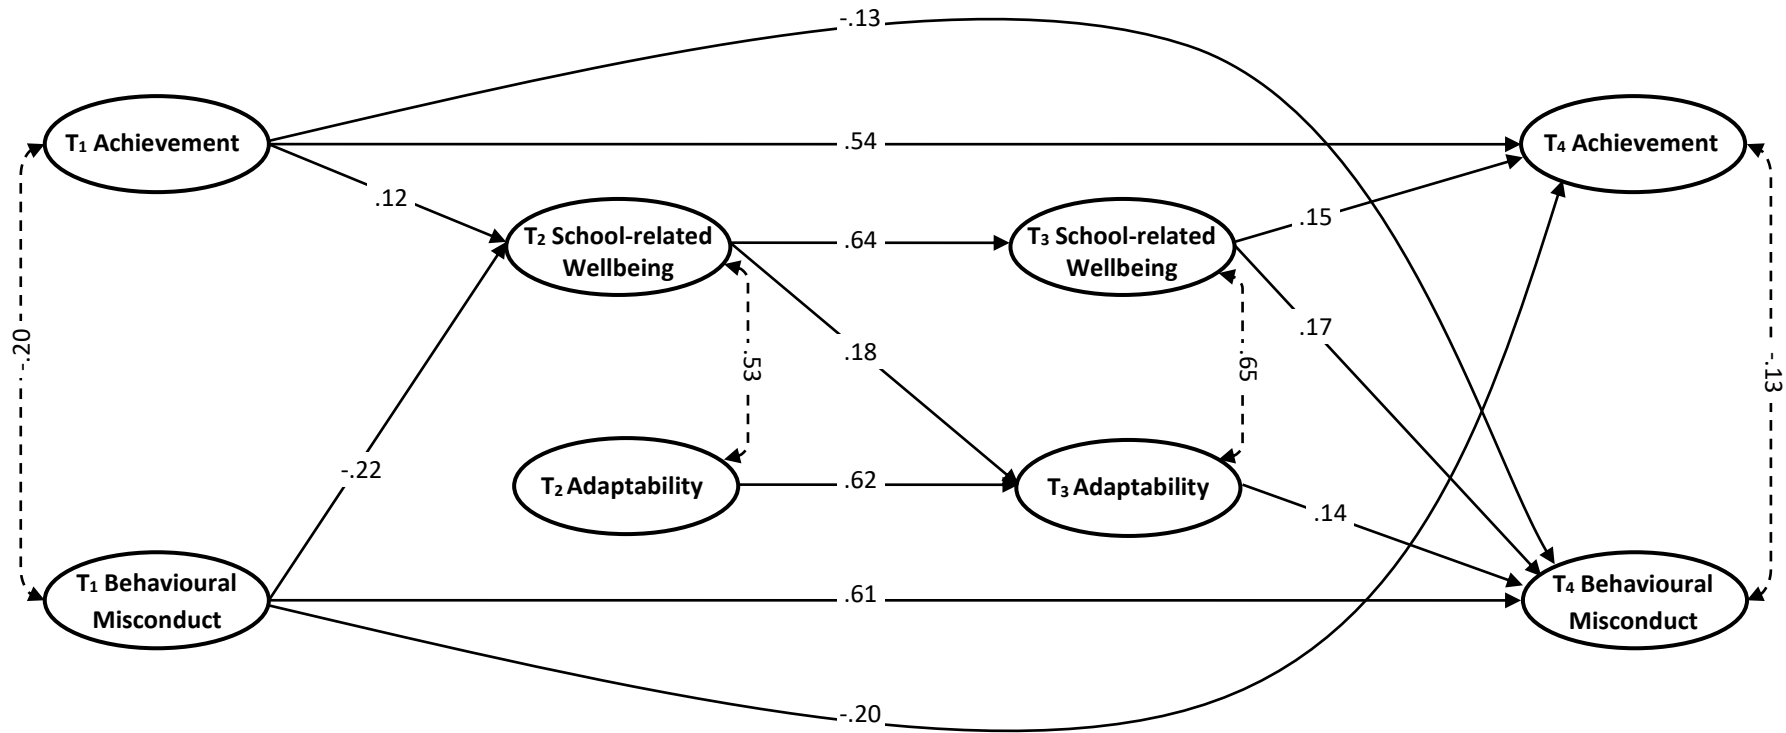 -.13
T₁ Achievement
.54
T₄ Achievement
.12
.15
T₂ School-related
Wellbeing
.64
T₃ School-related
Wellbeing
-.20
.18
.53
.17
.65
-.13
-.22
T₂ Adaptability
.62
T₃ Adaptability
.14
T₁ Behavioural
Misconduct
.61
T₄ Behavioural
Misconduct
-.20